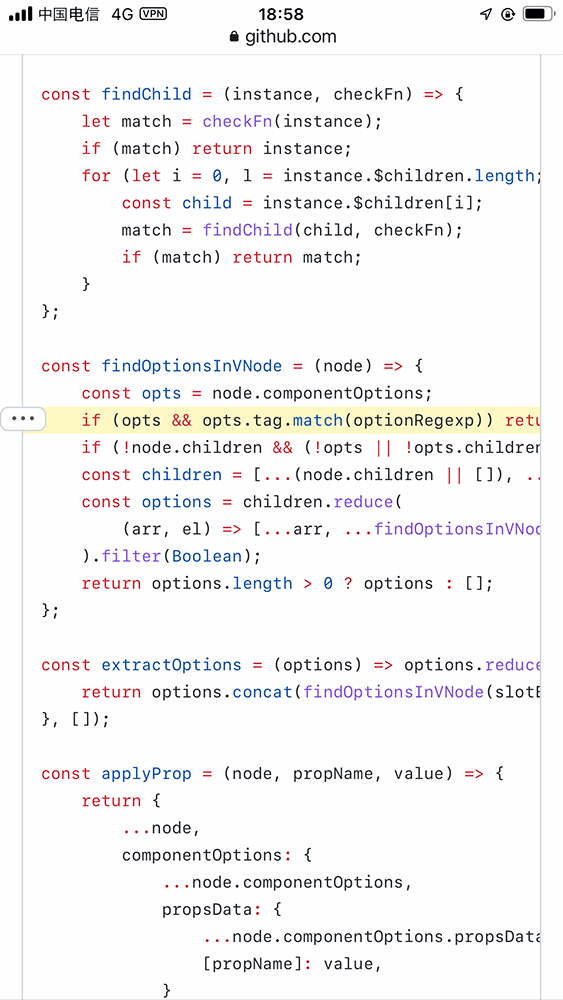 中国电信 4G VPN 18:58
github.com
const findChild = (instance, checkFn) => {
let match = checkFn(instance);
if (match) return instance;
for (let i = 0, l = instance.$children.length;
const child = instance.$children[i];
match = findChild(child, checkFn);
if (match) return match;
}
};
const findOptionsInVNode = (node) => {
const opts = node.componentOptions;
if (opts && opts.tag.match(optionRegexp)) retu
if (!node.children && (!opts || !opts.children
const children = [...(node.children || []), ..
const options = children.reduce(
(arr, el) => [...arr, ...findOptionsInVNod
).filter(Boolean);
return options.length > 0 ? options : [];
};
const extractOptions = (options) => options.reduce
return options.concat(findOptionsInVNode(slotE
}, []);
const applyProp = (node, propName, value) => {
return {
...node,
componentOptions: {
...node.componentOptions,
propsData: {
...node.componentOptions.propsData
[propName]: value,
}